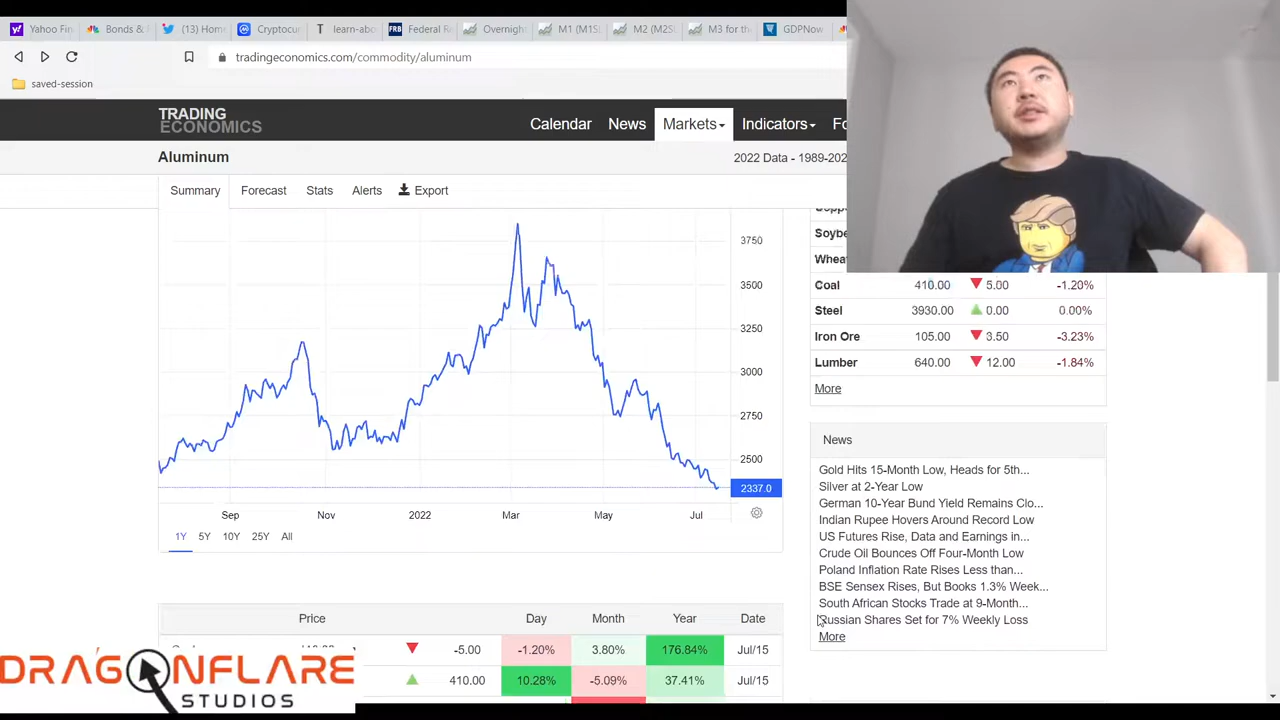 Yahoo Fin
Bonds &
(13) Home
Cryptocu
learn-abo
Federal R
Overnigh
M1 (M1S
M2 (M2S
M3 for th
GDPNow
tradingeconomics.com/commodity/aluminum
saved-session
TRADING
ECONOMICS
Calendar
News
Markets
Indicators
Fo
Aluminum
2022 Data - 1989-202
Summary
Forecast
Stats
Alerts
Export
3750
3500
3250
3000
2750
2500
2337.0
Sep
Nov
2022
Mar
May
Jul
1Y
5Y
10Y
25Y
All
Soybe
Whea
Coal 410.00 5.00 -1.20%
Steel 3930.00 0.00 0.00%
Iron Ore 105.00 3.50 -3.23%
Lumber 640.00 12.00 -1.84%
More
News
Gold Hits 15-Month Low, Heads for 5th...
Silver at 2-Year Low
German 10-Year Bund Yield Remains Clo...
Indian Rupee Hovers Around Record Low
US Futures Rise, Data and Earnings in...
Crude Oil Bounces Off Four-Month Low
Poland Inflation Rate Rises Less than...
BSE Sensex Rises, But Books 1.3% Week...
South African Stocks Trade at 9-Month...
Russian Shares Set for 7% Weekly Loss
More
Price Day Month Year Date
-5.00 -1.20% 3.80% 176.84% Jul/15
410.00 10.28% -5.09% 37.41% Jul/15
DRAGONFLARE
STUDIOS